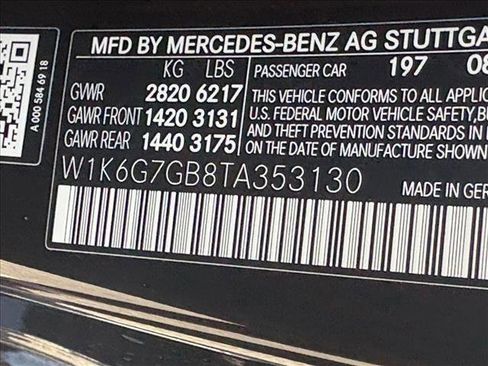 MFD BY MERCEDES-BENZ AG STUTTGA
KG LBS
GVWR 2820 6217
GAWR FRONT 1420 3131
GAWR REAR 1440 3175
PASSENGER CAR 197 08
THIS VEHICLE CONFORMS TO ALL APPLIC
U.S. FEDERAL MOTOR VEHICLE SAFETY, BU
AND THEFT PREVENTION STANDARDS IN
ON THE DATE OF MANUFACTURE SHOWN
W1K6G7GB8TA353130
MADE IN GER
A 000 584 69 18